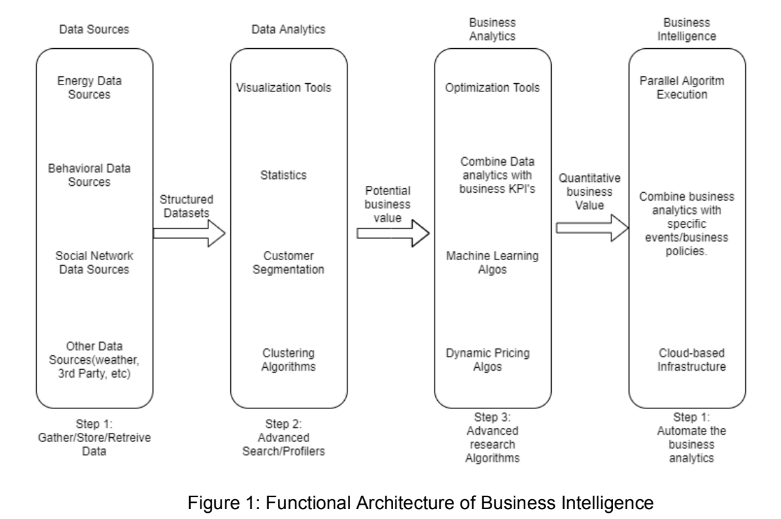 Data Sources
Energy Data
Sources
Behavioral Data
Sources
Social Network
Data Sources
Other Data
Sources(weather,
3rd Party, etc)
Step 1:
Gather/Store/Retreive
Data
Structured
Datasets
Data Analytics
Visualization Tools
Statistics
Customer
Segmentation
Clustering
Algorithms
Step 2:
Advanced
Search/Profilers
Potential
business
value
Business
Analytics
Optimization Tools
Combine Data
analytics with
business KPI's
Machine Learning
Algos
Dynamic Pricing
Algos
Step 3:
Advanced
research
Algorithms
Quantitative
business
Value
Business
Intelligence
Parallel Algoritm
Execution
Combine business
analytics with
specific
events/business
policies.
Cloud-based
Infrastructure
Step 1:
Automate the
business
analytics
Figure 1: Functional Architecture of Business Intelligence